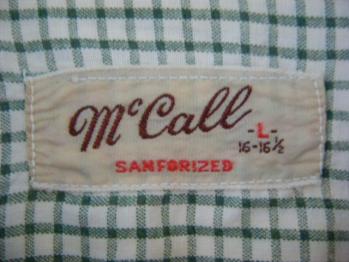 McCall
-L-
16-16½
SANFORIZED